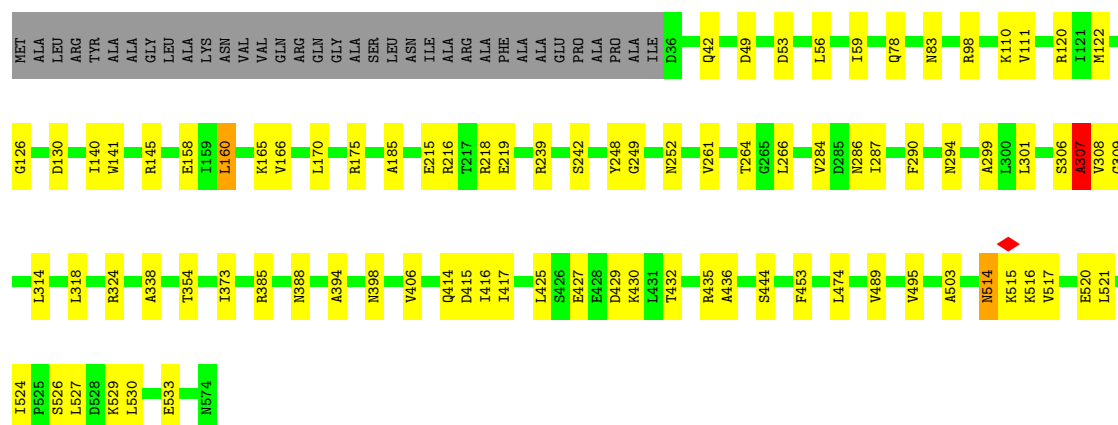 MET ALA LEU ARG TYR ALA ALA GLY LEU ALA LYS ASN VAL VAL GLN ARG GLN GLY ALA SER LEU ASN ILE ALA ARG ALA PHE ALA ALA GLU PRO ALA PRO ALA ILE D36 Q42 D49 D53 L56 I59 Q78 N83 R98 K110 V111 R120 I121 M122
G126 D130 I140 W141 R145 E158 I159 L160 K165 V166 L170 R175 A185 E215 R216 T217 R218 E219 R239 S242 Y248 G249 N252 V261 T264 G265 L266 V284 D285 N286 I287 F290 N294 A299 L300 L301 S306 A307 V308
L314 L318 R324 A338 T354 I373 R385 N388 A394 N398 V406 Q414 D415 I416 I417 L425 S426 E427 E428 D429 K430 L431 T432 R435 A436 S444 F453 L474 V489 V495 A503 N514 K515 K516 V517 E520 L521
I524 P525 S526 L527 D528 K529 L530 E533 N574